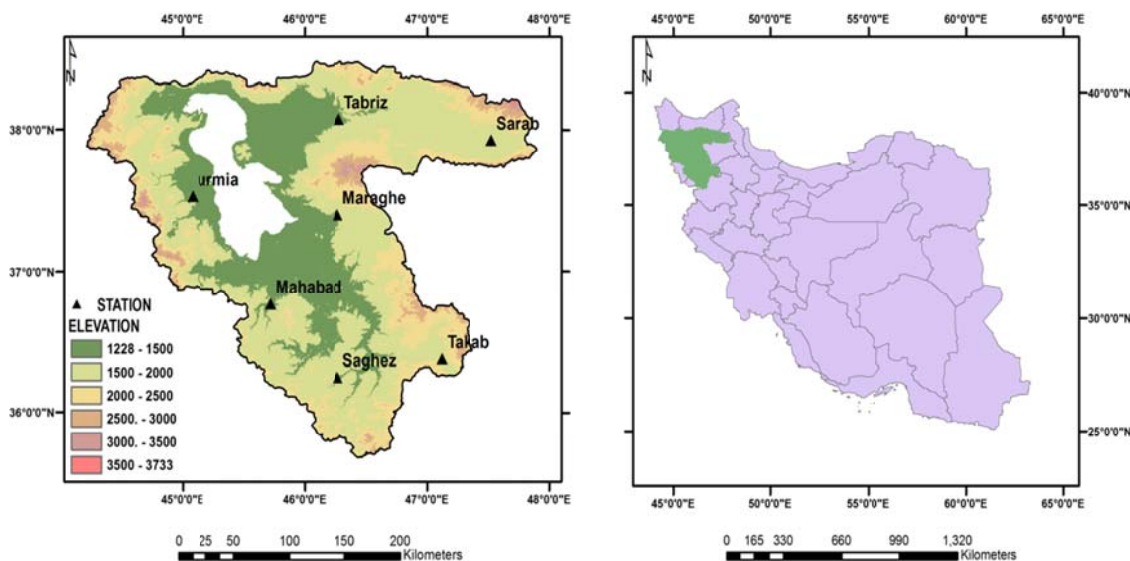 45°0'0"E 46°0'0"E 47°0'0"E 48°0'0"E
N
38°0'0"N
37°0'0"N
36°0'0"N
Tabriz
Sarab
urmia
Maraghe
Mahabad
Saghez
Takab
STATION
ELEVATION
1228 - 1500
1500 - 2000
2000 - 2500
2500. - 3000
3000. - 3500
3500 - 3733
45°0'0"E 46°0'0"E 47°0'0"E 48°0'0"E
0 25 50 100 150 200
Kilometers
45°0'0"E 50°0'0"E 55°0'0"E 60°0'0"E 65°0'0"E
N
40°0'0"N
35°0'0"N
30°0'0"N
25°0'0"N
45°0'0"E 50°0'0"E 55°0'0"E 60°0'0"E 65°0'0"E
0 165 330 660 990 1,320
Kilometers